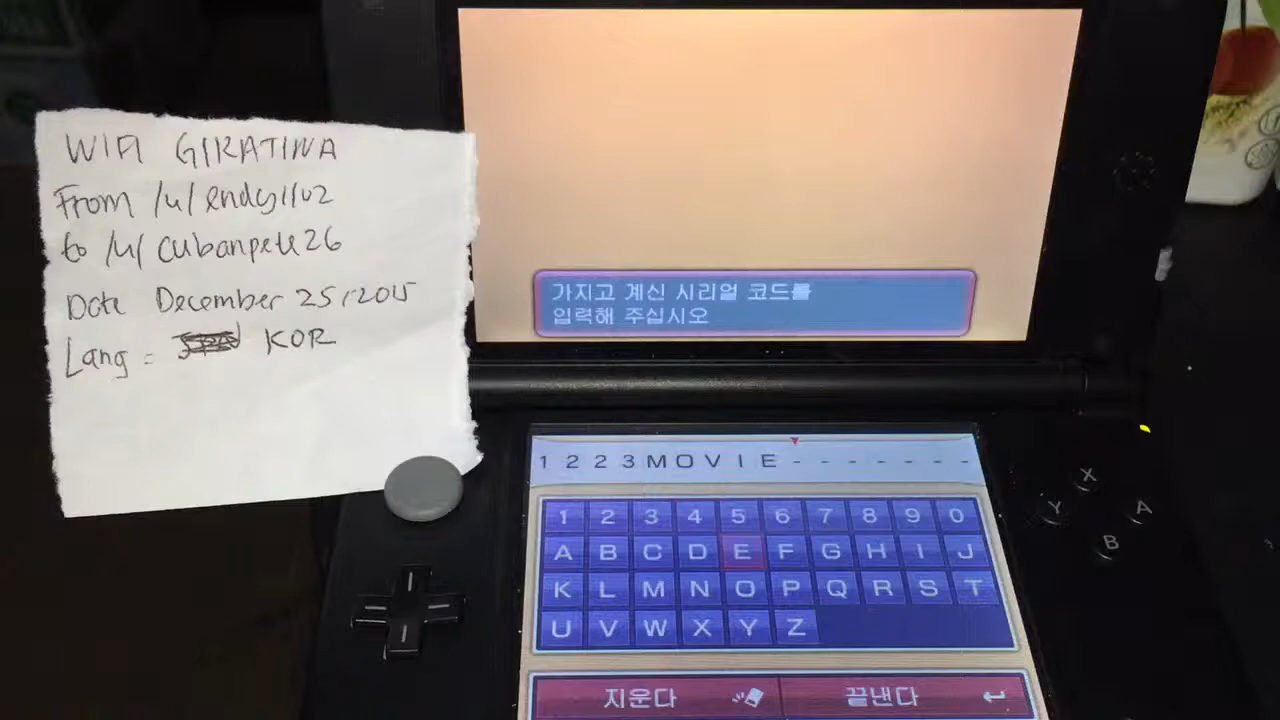 WIFI GIRATINA
From /u/endy11v2
to /u/cubanpete26
Date December 25, 2015
Lang = KOR
가지고 계신 시리얼 코드를
입력해 주십시오
1223MOVIE-------
1 2 3 4 5 6 7 8 9 0
A B C D E F G H I J
K L M N O P Q R S T
U V W X Y Z
지운다 끝낸다
X
Y A
B